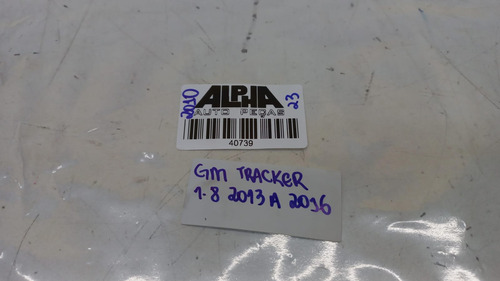 2010
ALPHA
23
AUTO PEÇAS
40739
GM TRACKER
1.8 2013 A 2016